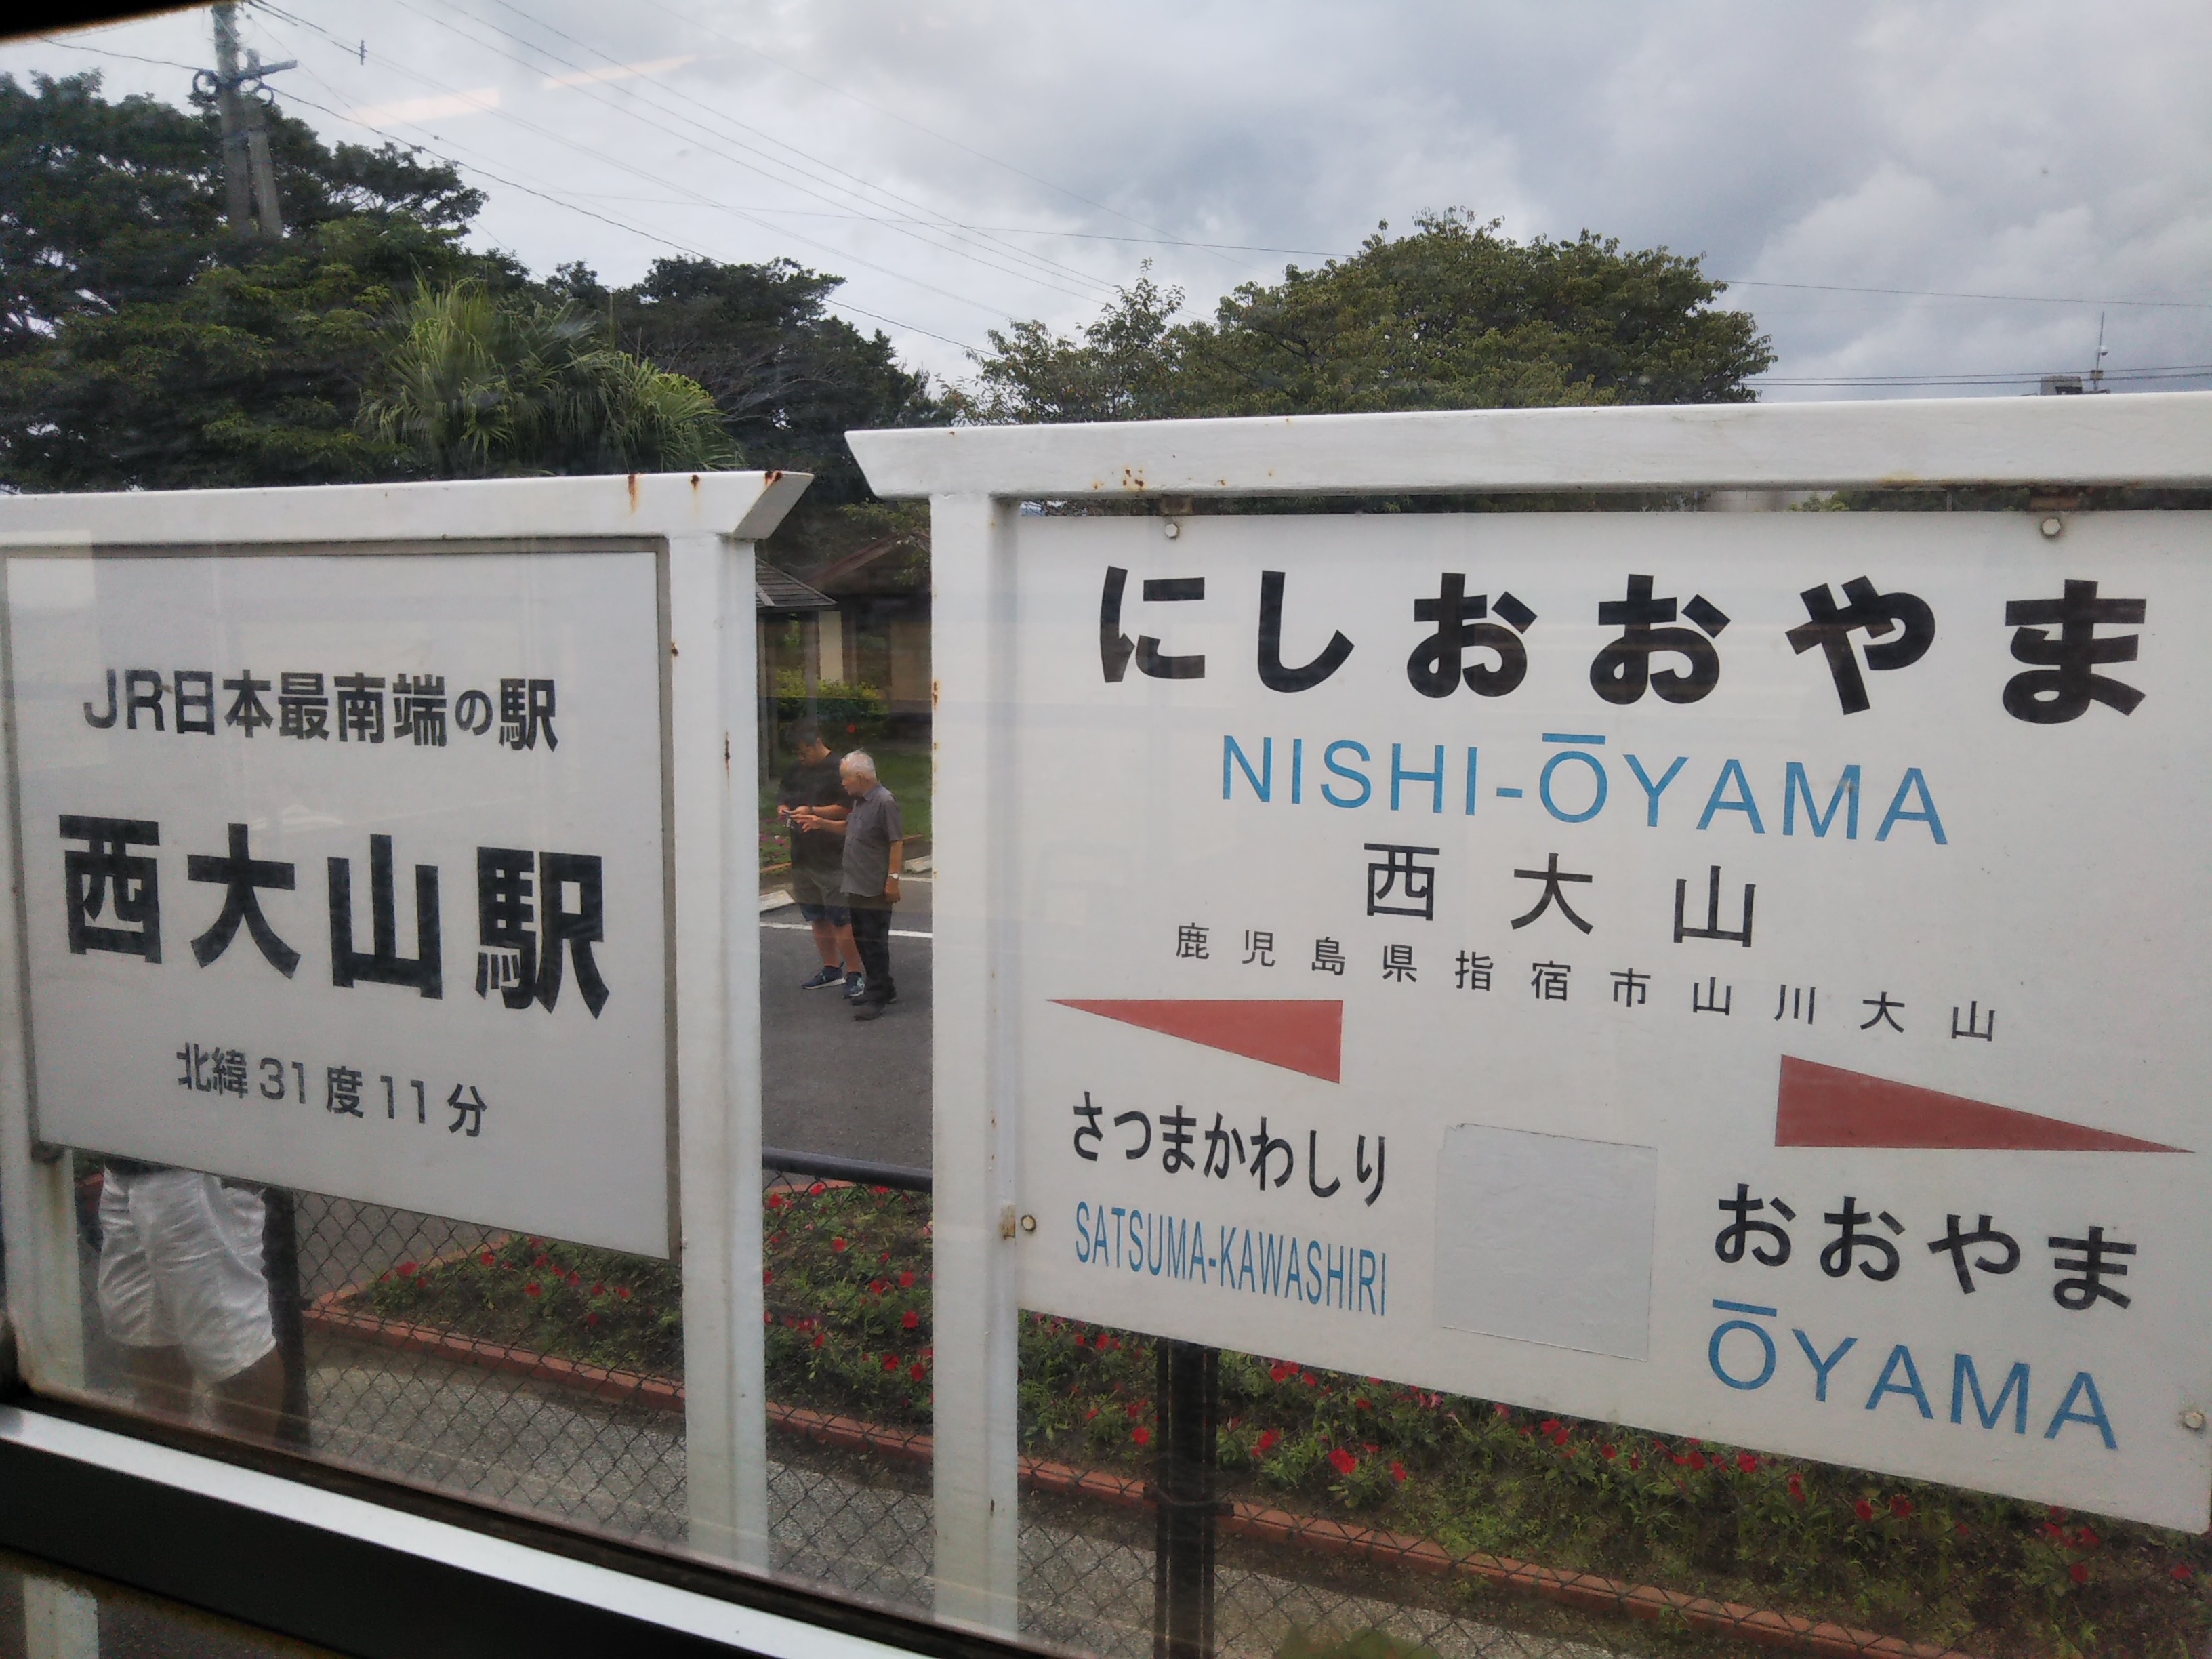 JR日本最南端の駅
西大山駅
北緯31度11分
にしおおやま
NISHI-ŌYAMA
西大山
鹿児島県指宿市山川大山
さつまかわしり
SATSUMA-KAWASHIRI
おおやま
ŌYAMA